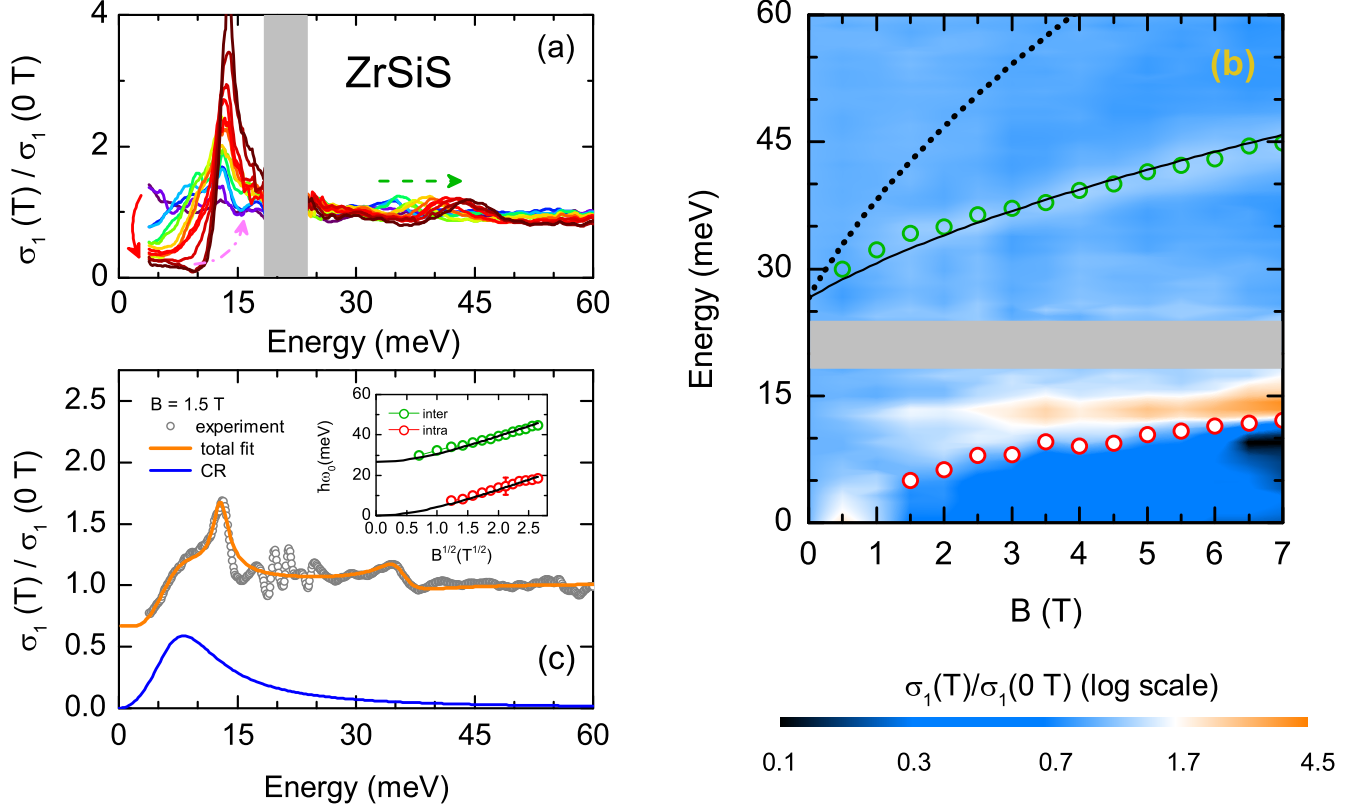 (a)
ZrSiS
σ₁ (T) / σ₁ (0 T)
4
2
0
0 15 30 45 60
Energy (meV)
(b)
Energy (meV)
60
45
30
15
0
0 1 2 3 4 5 6 7
B (T)
σ₁(T)/σ₁(0 T) (log scale)
0.1 0.3 0.7 1.7 4.5
(c)
σ₁ (T) / σ₁ (0 T)
2.5
2.0
1.5
1.0
0.5
0.0
0 15 30 45 60
Energy (meV)
B = 1.5 T
experiment
total fit
CR
inter
intra
ħω₀(meV)
60
40
20
0
0.0 0.5 1.0 1.5 2.0 2.5
B^1/2(T^1/2)